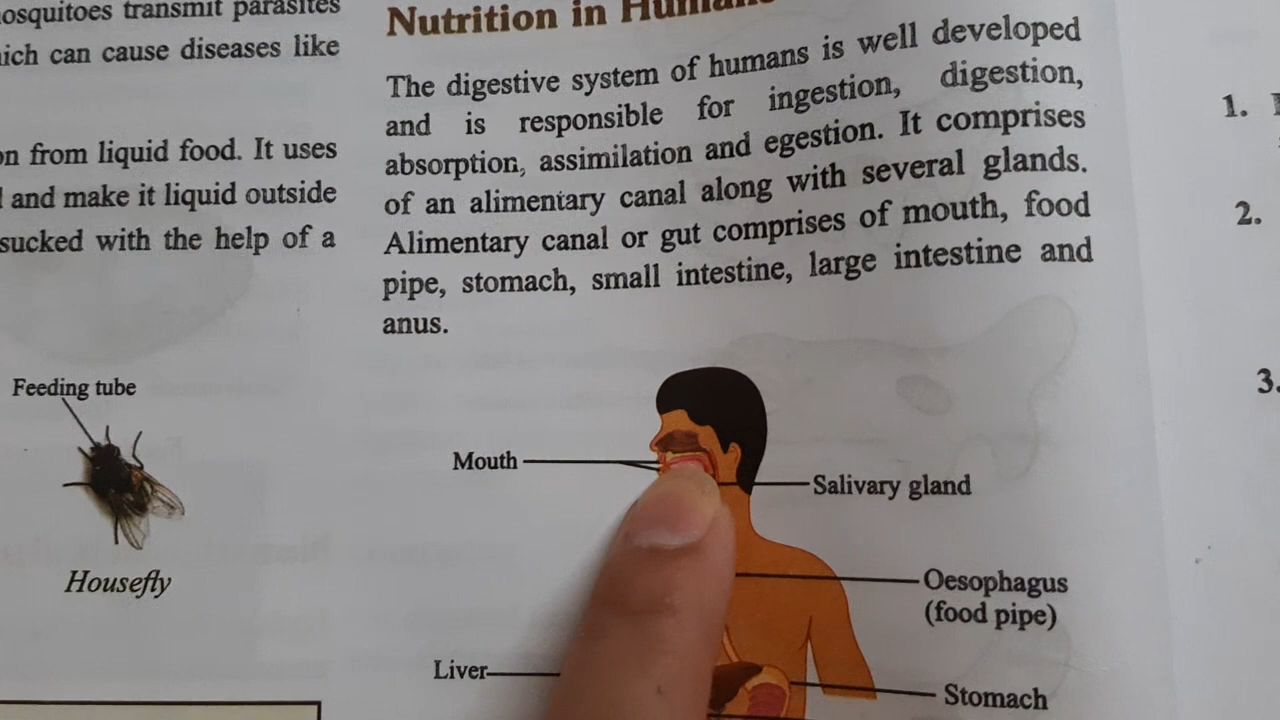 mosquitoes transmit parasites
which can cause diseases like
on from liquid food. It uses
and make it liquid outside
sucked with the help of a
Feeding tube
Housefly
Nutrition in Humans
The digestive system of humans is well developed
and is responsible for ingestion, digestion,
absorption, assimilation and egestion. It comprises
of an alimentary canal along with several glands.
Alimentary canal or gut comprises of mouth, food
pipe, stomach, small intestine, large intestine and
anus.
Mouth
Salivary gland
Oesophagus
(food pipe)
Liver
Stomach
1.
2.
3.